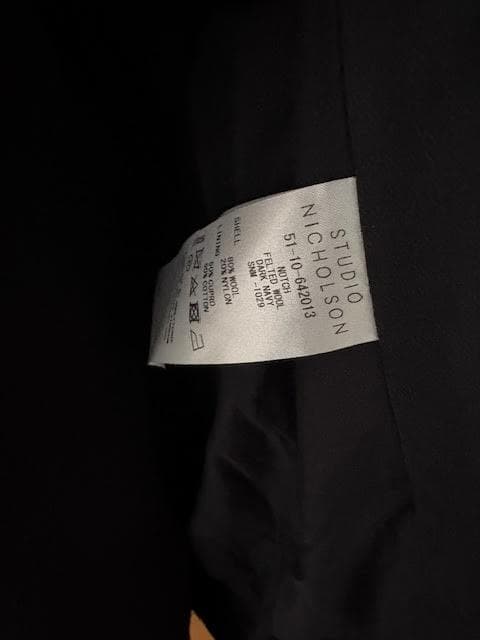 STUDIO
NICHOLSON
51-10-642013
NOTCH
FELTED WOOL
DARK NAVY
SNM -1029
SHELL
80% WOOL
20% NYLON
LINING
50% CUPRO
50% COTTON